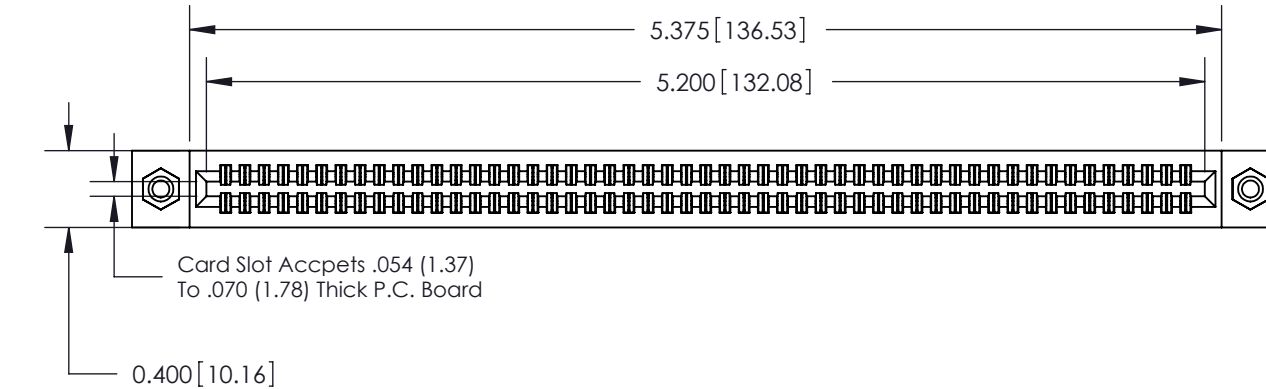 5.375[136.53]
5.200[132.08]
Card Slot Accpets .054 (1.37)
To .070 (1.78) Thick P.C. Board
0.400[10.16]